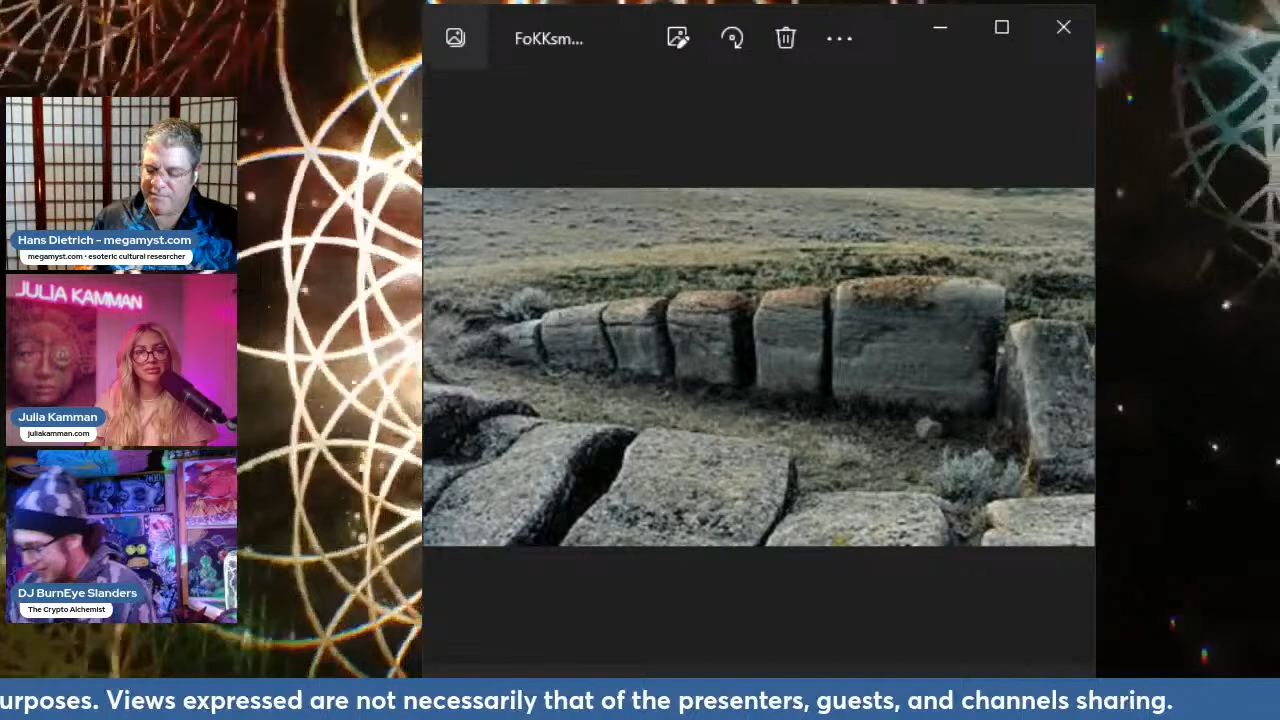 FoKKsm...
Hans Dietrich - megamyst.com
megamyst.com • esoteric cultural researcher
JULIA KAMMAN
Julia Kamman
juliakamman.com
DJ BurnEye Slanders
The Crypto Alchemist
urposes. Views expressed are not necessarily that of the presenters, guests, and channels sharing.